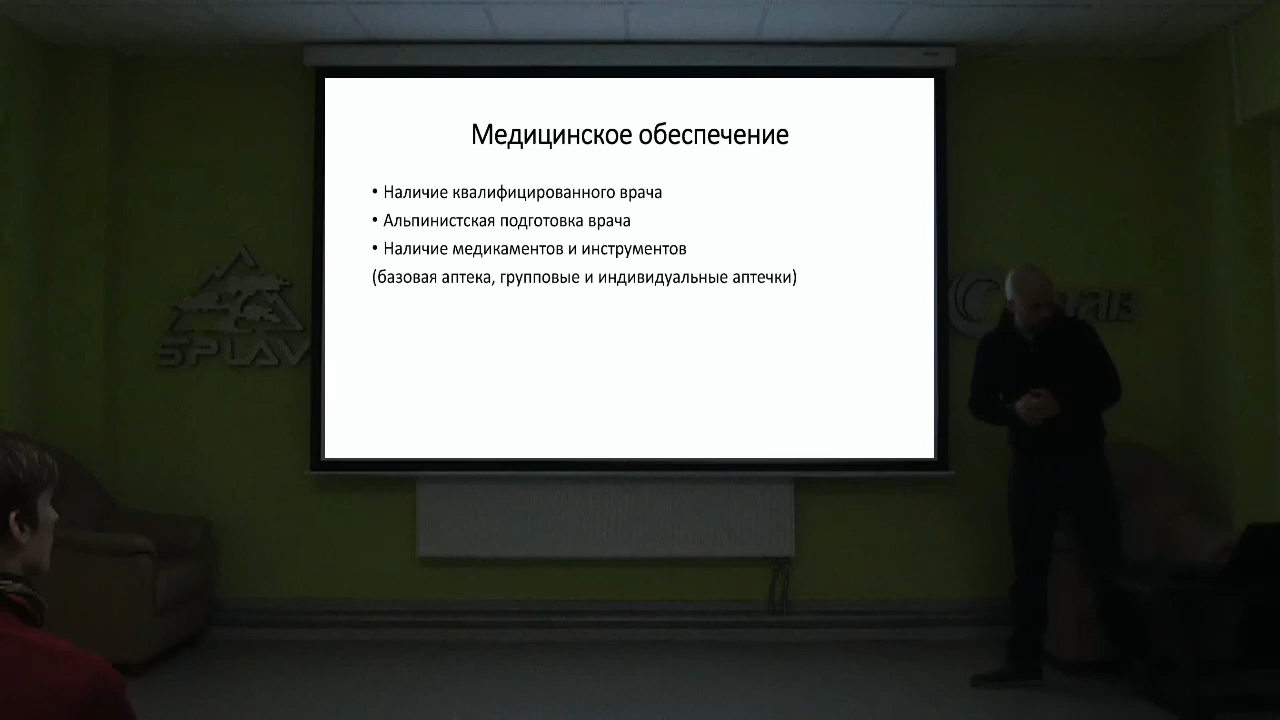 Медицинское обеспечение
• Наличие квалифицированного врача
• Альпинистская подготовка врача
• Наличие медикаментов и инструментов
(базовая аптека, групповые и индивидуальные аптечки)
SPLAV